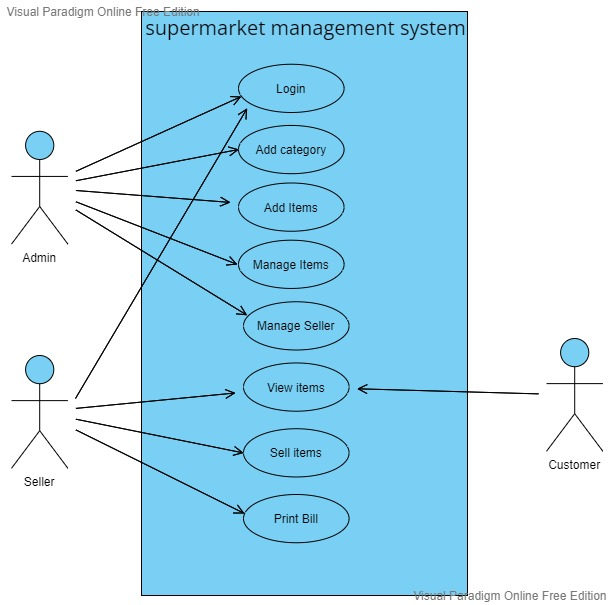 Visual Paradigm Online Free Edition
supermarket management system
Login
Add category
Add Items
Admin
Manage Items
Manage Seller
View items
Sell items
Customer
Seller
Print Bill
Visual Paradigm Online Free Edition